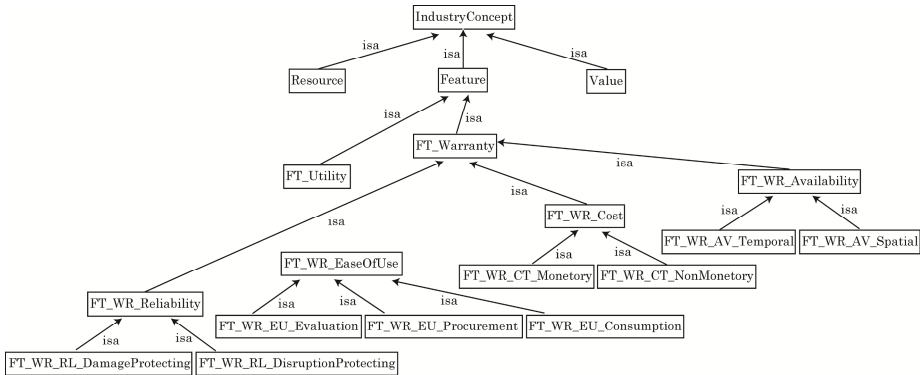 IndustryConcept
isa
isa
isa
Resource
Feature
Value
isa
isa
FT_Warranty
isa
FT_Utility
FT_WR_Availability
isa
isa
FT_WR_Cost
isa
isa
isa
isa
FT_WR_AV_Temporal
FT_WR_AV_Spatial
FT_WR_EaseOfUse
FT_WR_CT_Monetory
FT_WR_CT_NonMonetory
FT_WR_Reliability
isa
isa
isa
FT_WR_EU_Evaluation
FT_WR_EU_Procurement
FT_WR_EU_Consumption
isa
isa
FT_WR_RL_DamageProtecting
FT_WR_RL_DisruptionProtecting